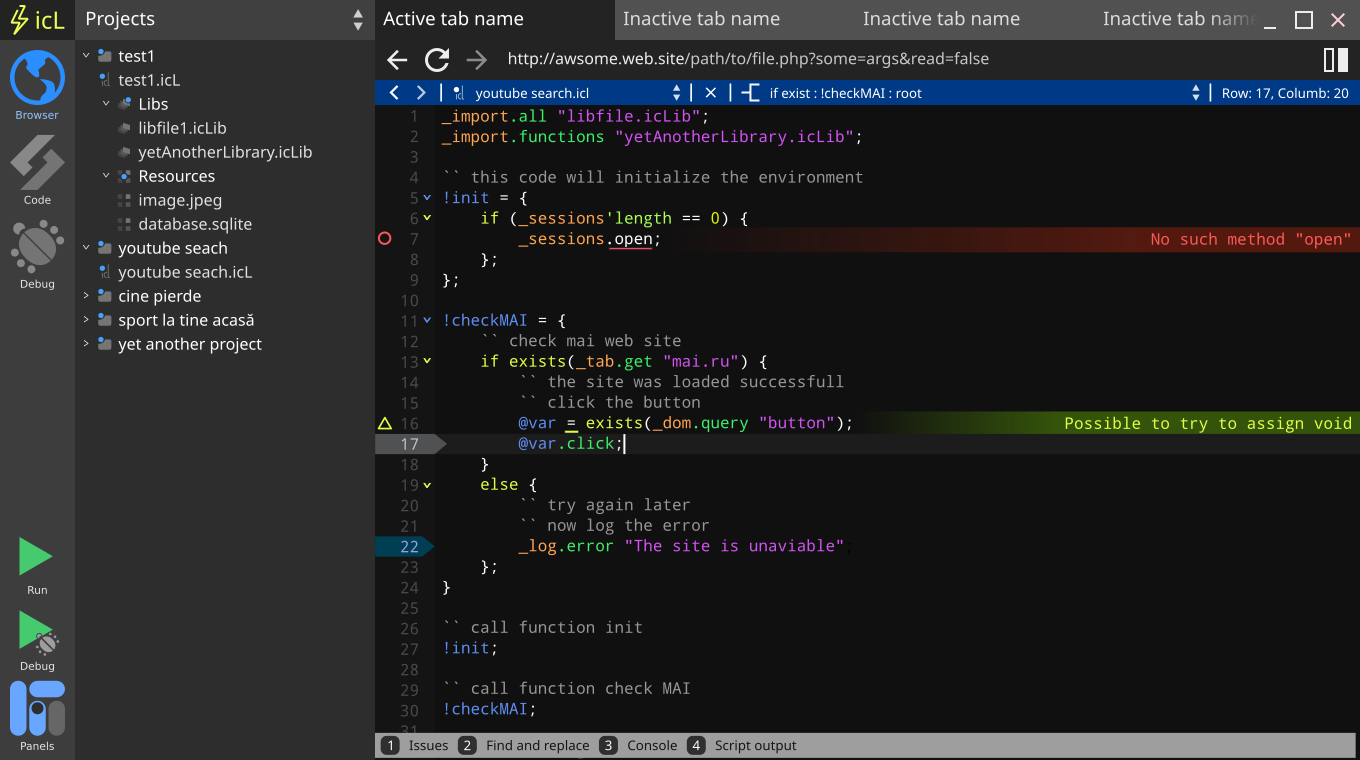 icL
Projects
Active tab name
Inactive tab name
Inactive tab name
Inactive tab name
http://awsome.web.site/path/to/file.php?some=args&read=false
youtube search.icl
if exist : !checkMAI : root
Row: 17, Columb: 20
Browser
Code
Debug
Run
Debug
Panels
test1
test1.icL
Libs
libfile1.icLib
yetAnotherLibrary.icLib
Resources
image.jpeg
database.sqlite
youtube seach
youtube seach.icL
cine pierde
sport la tine acasă
yet another project
1 _import.all "libfile.icLib";
2 _import.functions "yetAnotherLibrary.icLib";
3
4 `` this code will initialize the environment
5 !init = {
6 if (_sessions'length == 0) {
7 _sessions.open; No such method "open"
8 };
9 };
10
11 !checkMAI = {
12 `` check mai web site
13 if exists(_tab.get "mai.ru") {
14 `` the site was loaded successfull
15 `` click the button
16 @var = exists(_dom.query "button"); Possible to try to assign void
17 @var.click;
18 }
19 else {
20 `` try again later
21 `` now log the error
22 _log.error "The site is unaviable";
23 };
24 }
25
26 `` call function init
27 !init;
28
29 `` call function check MAI
30 !checkMAI;
31
1 Issues 2 Find and replace 3 Console 4 Script output